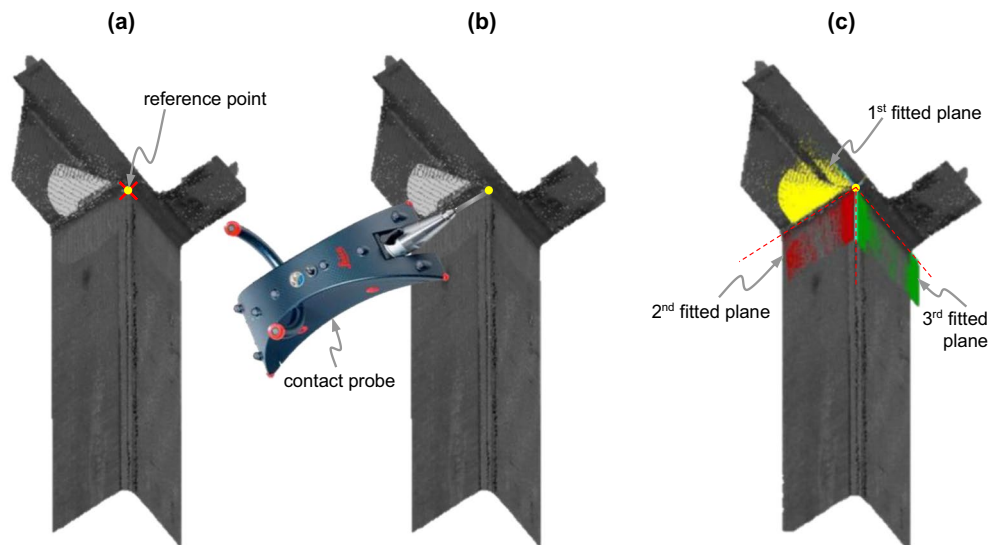 (a)
(b)
(c)
reference point
1st fitted plane
2nd fitted plane
3rd fitted
plane
contact probe